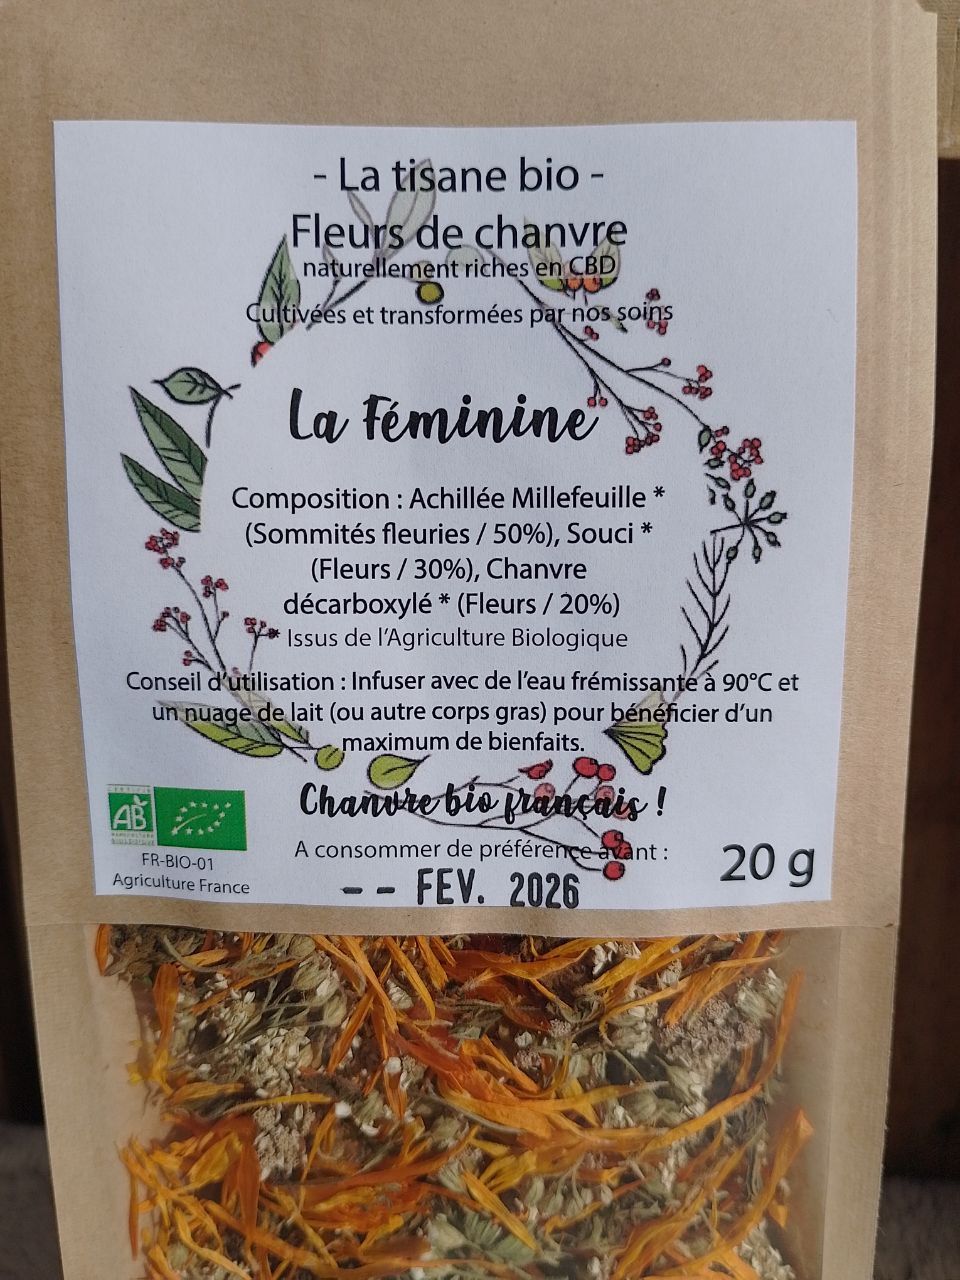 - La tisane bio -
Fleurs de chanvre
naturellement riches en CBD
Cultivées et transformées par nos soins
La Féminine
Composition : Achillée Millefeuille *
(Sommités fleuries / 50%), Souci *
(Fleurs / 30%), Chanvre
décarboxylé * (Fleurs / 20%)
* Issus de l'Agriculture Biologique
Conseil d'utilisation : Infuser avec de l'eau frémissante à 90°C et
un nuage de lait (ou autre corps gras) pour bénéficier d'un
maximum de bienfaits.
Chanvre bio français !
CERTIFIÉ
AB
AGRICULTURE
BIOLOGIQUE
FR-BIO-01
Agriculture France
A consommer de préférence avant :
-- FEV. 2026
20 g